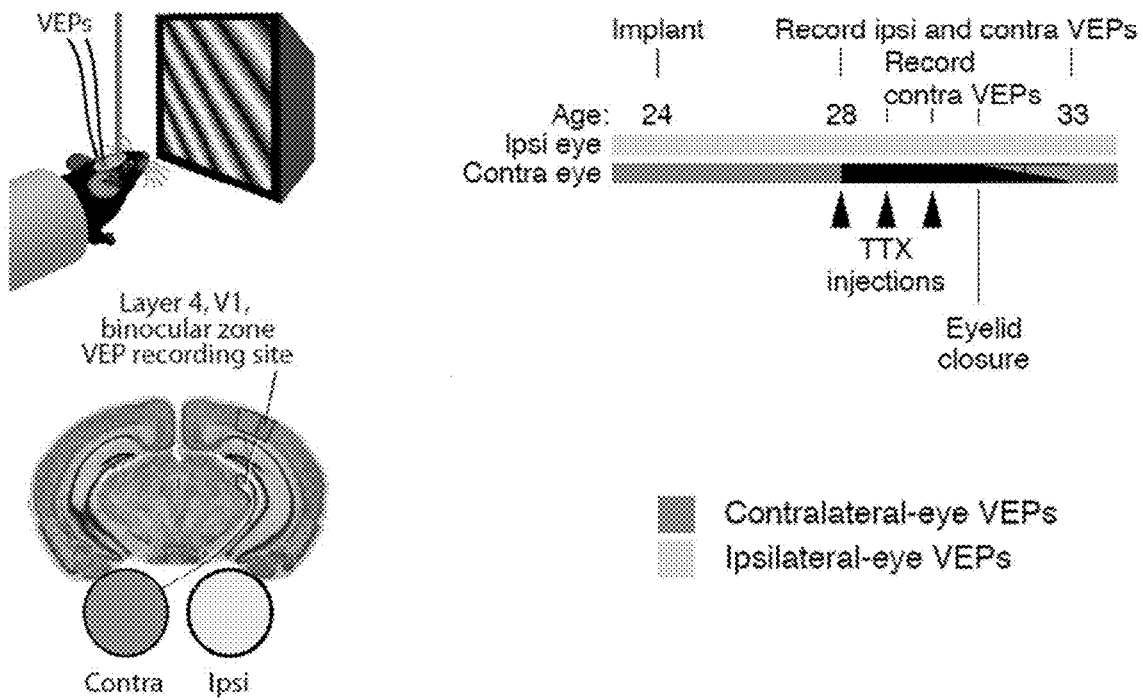 VEPs
Layer 4, V1,
binocular zone
VEP recording site
Contra Ipsi
Implant Record ipsi and contra VEPs
Record
contra VEPs
Age: 24 28 33
Ipsi eye
Contra eye
TTX
injections
Eyelid
closure
Contralateral-eye VEPs
Ipsilateral-eye VEPs